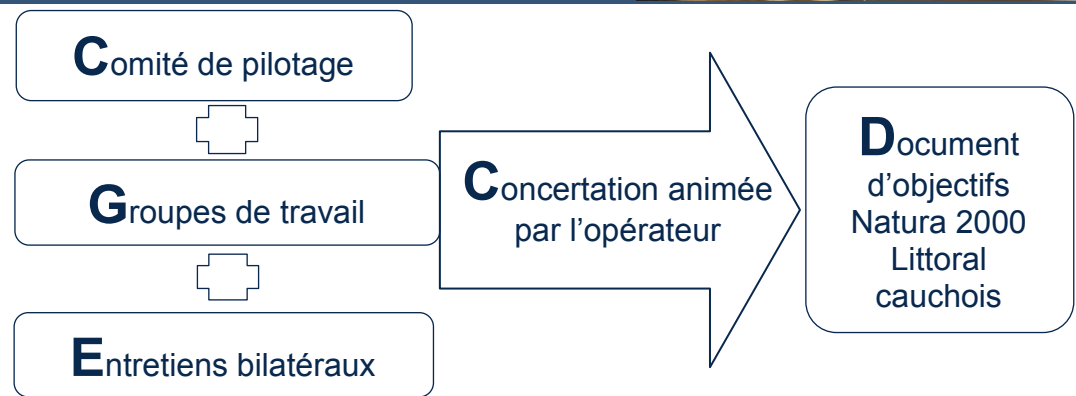 Comité de pilotage
Groupes de travail
Entretiens bilatéraux
Concertation animée
par l’opérateur
Document
d’objectifs
Natura 2000
Littoral
cauchois